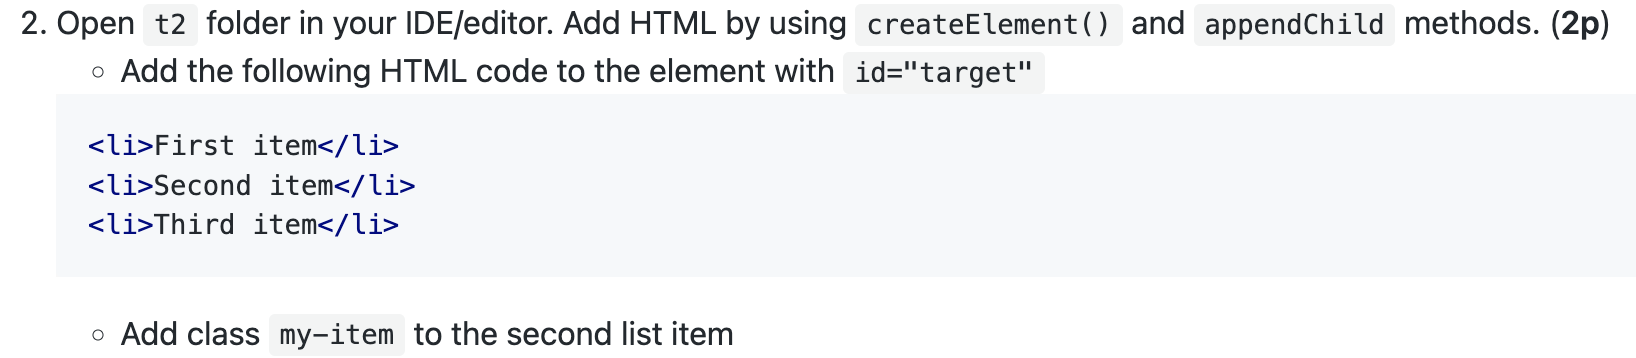 2. Open t2 folder in your IDE/editor. Add HTML by using createElement() and appendChild methods. (2p)
○ Add the following HTML code to the element with id="target"
<li>First item</li>
<li>Second item</li>
<li>Third item</li>
○ Add class my-item to the second list item